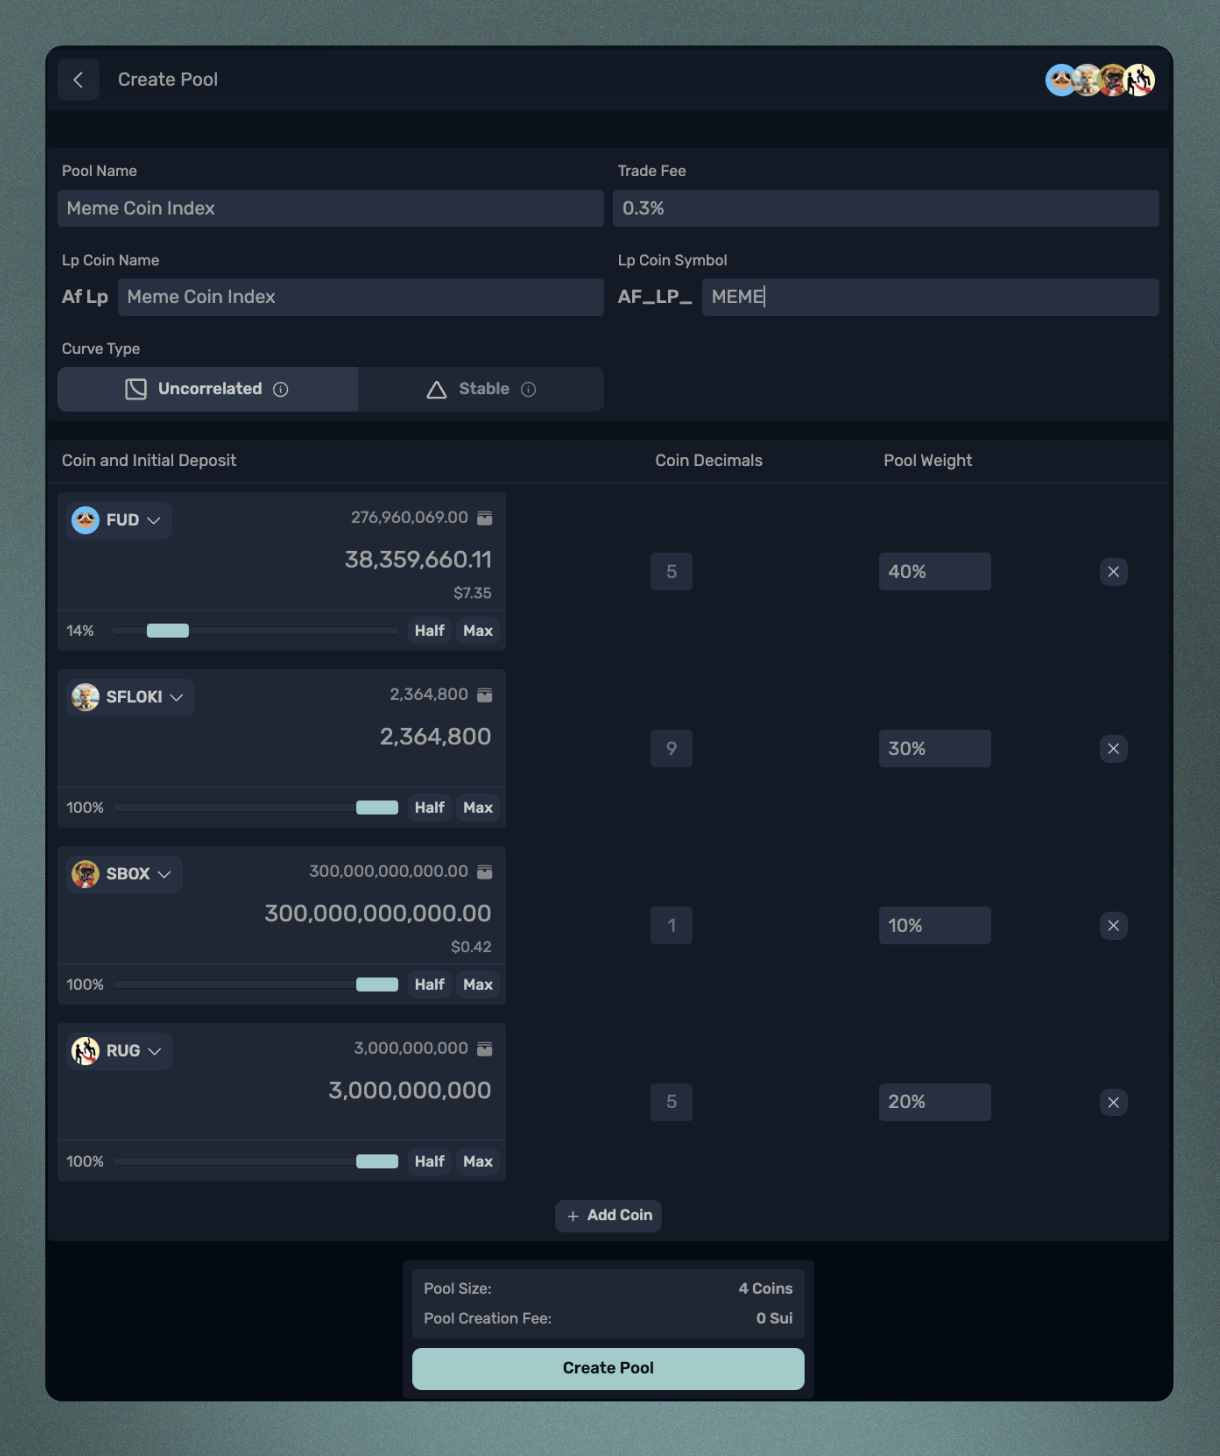 Create Pool
Pool Name
Trade Fee
Meme Coin Index
0.3%
Lp Coin Name
Lp Coin Symbol
Af Lp Meme Coin Index
AF_LP_ MEME
Curve Type
Uncorrelated
Stable
Coin and Initial Deposit
Coin Decimals
Pool Weight
FUD
276,960,069.00
38,359,660.11
$7.35
14%
Half
Max
5
40%
SFLOKI
2,364,800
2,364,800
100%
Half
Max
9
30%
SBOX
300,000,000,000.00
300,000,000,000.00
$0.42
100%
Half
Max
1
10%
RUG
3,000,000,000
3,000,000,000
100%
Half
Max
5
20%
+ Add Coin
Pool Size:
4 Coins
Pool Creation Fee:
0 Sui
Create Pool